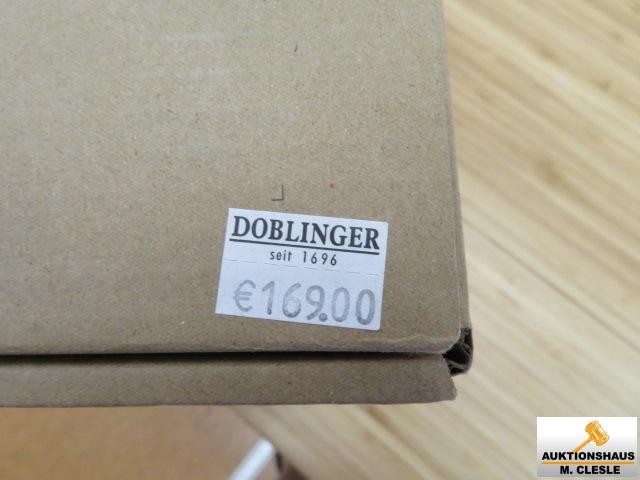 DOBLINGER
seit 1696
€169.00
AUKTIONSHAUS
M. CLESLE